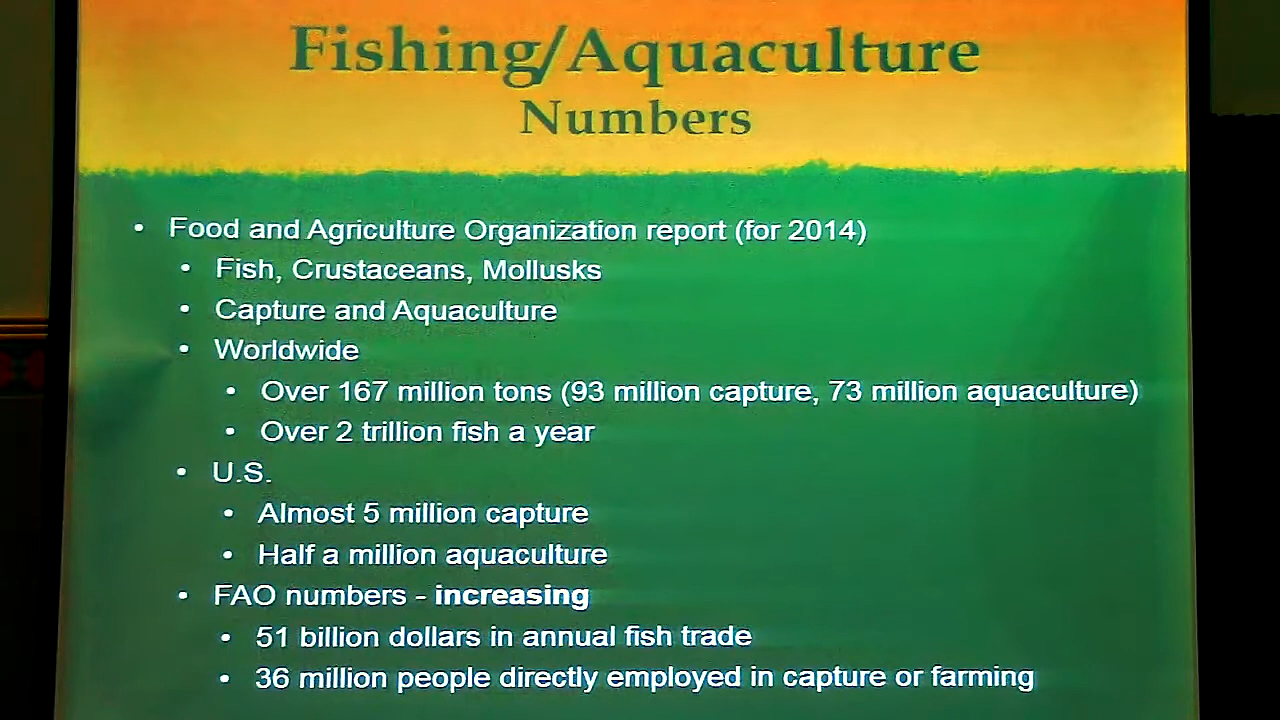 Fishing/Aquaculture
Numbers
• Food and Agriculture Organization report (for 2014)
• Fish, Crustaceans, Mollusks
• Capture and Aquaculture
• Worldwide
• Over 167 million tons (93 million capture, 73 million aquaculture)
• Over 2 trillion fish a year
• U.S.
• Almost 5 million capture
• Half a million aquaculture
• FAO numbers - increasing
• 51 billion dollars in annual fish trade
• 36 million people directly employed in capture or farming